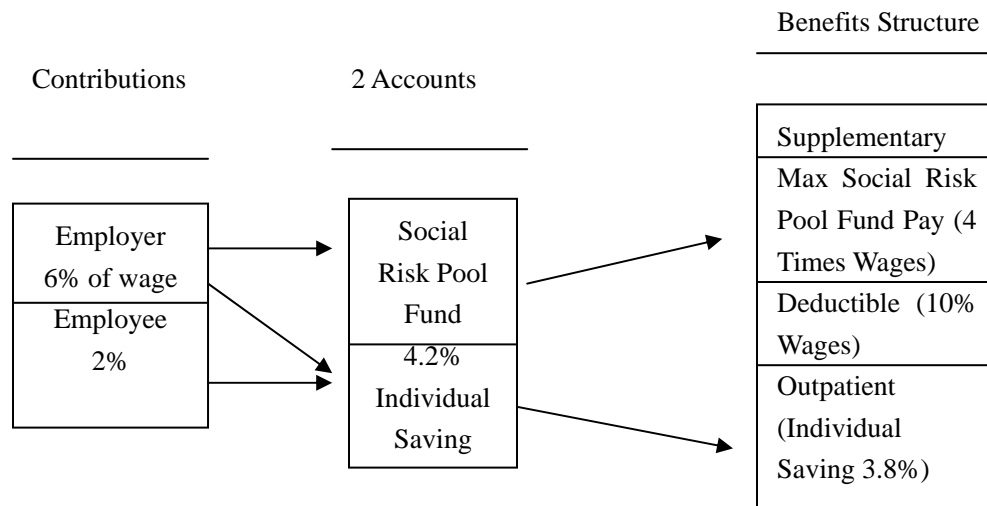 Benefits Structure
Contributions
2 Accounts
Employer
6% of wage
Employee
2%
Social
Risk Pool
Fund
4.2%
Individual
Saving
Supplementary
Max Social Risk
Pool Fund Pay (4
Times Wages)
Deductible (10%
Wages)
Outpatient
(Individual
Saving 3.8%)